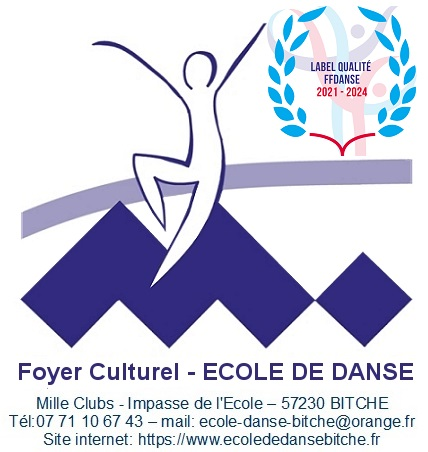 LABEL QUALITÉ
FFDANSE
2021 - 2024
Foyer Culturel - ECOLE DE DANSE
Mille Clubs - Impasse de l'Ecole – 57230 BITCHE
Tél:07 71 10 67 43 – mail: ecole-danse-bitche@orange.fr
Site internet: https://www.ecolededansebitche.fr